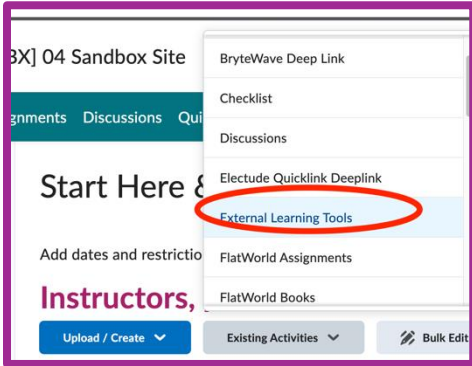 BX] 04 Sandbox Site
gnments Discussions Qui
Start Here &
Add dates and restrictio
Instructors,
BryteWave Deep Link
Checklist
Discussions
Electude Quicklink Deeplink
External Learning Tools
FlatWorld Assignments
FlatWorld Books
Upload / Create
Existing Activities
Bulk Edit